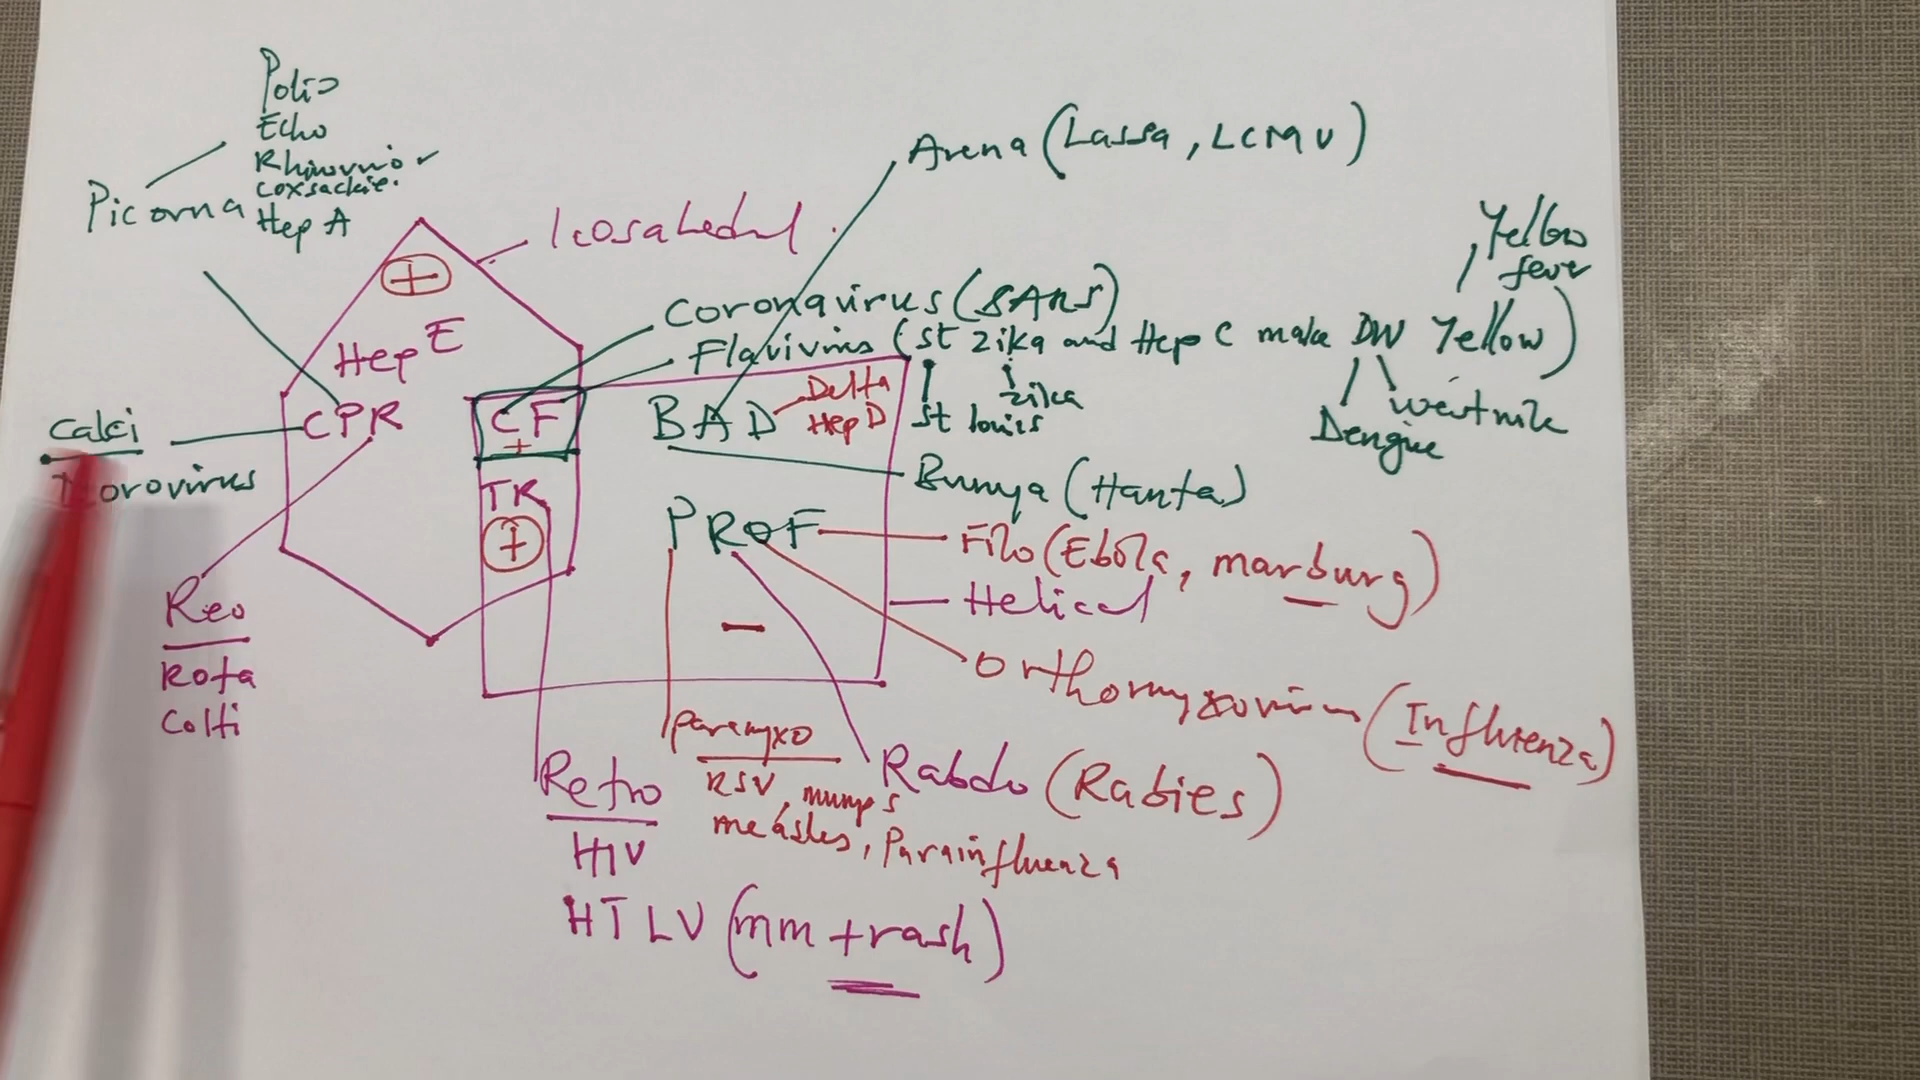 Polio
Echo
Rhinovirio
coxsackie.
Hep A
Picorna
Arena (Lassa, LCMV)
Icosahedral
+
Hep E
CPR
Calci
Norovirus
Reo
Rota
Colti
Coronavirus (SARS)
Flavivirus (St Zika and Hep C make DW Yellow)
Yellow
fever
St Louis
Zika
Dengue
Westnile
CF
+
TR
+
BAD
Delta
Hep D
Bunya (Hanta)
PROF
−
Filo (Ebola, marburg)
Helical
Orthomyxovirus (Influenza)
Paramyxo
RSV, mumps
measles, Parainfluenza
Rabdo (Rabies)
Retro
HIV
HTLV (mm + rash)